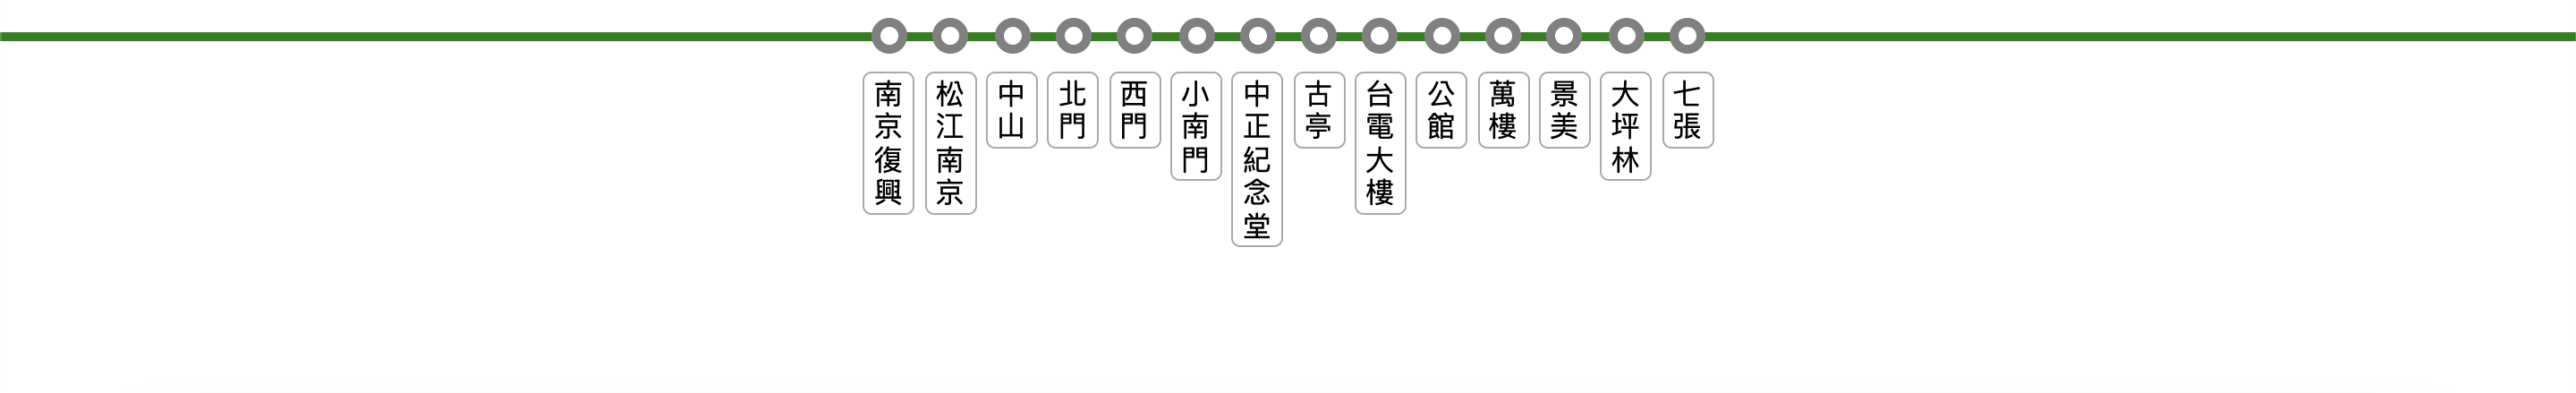 南京復興
松江南京
中山
北門
西門
小南門
中正紀念堂
古亭
台電大樓
公館
萬樓
景美
大坪林
七張